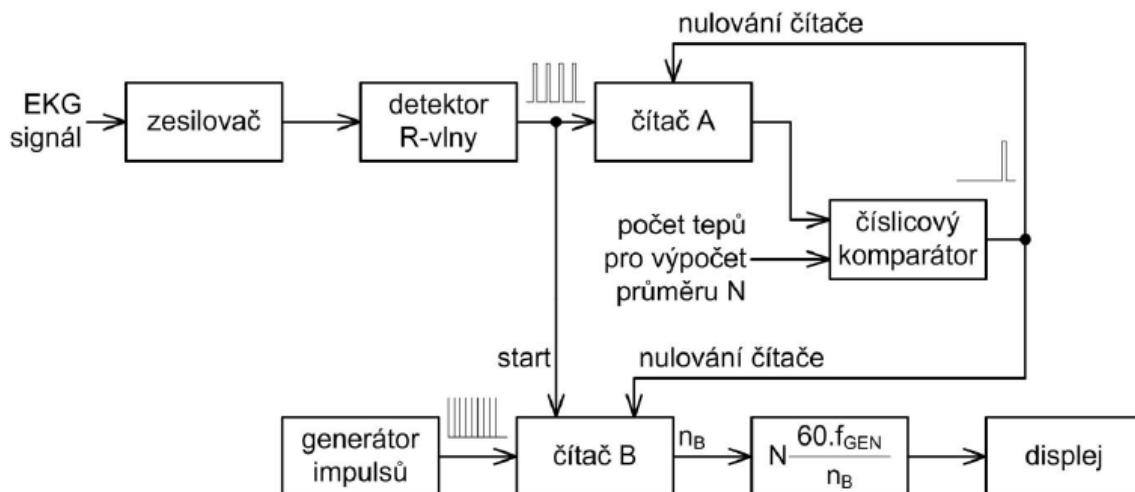 nulování čítače
EKG
signál
zesilovač
detektor
R-vlny
čítač A
počet tepů
pro výpočet
průměru N
číslicový
komparátor
start
nulování čítače
generátor
impulsů
čítač B
n_B
N 60.f_GEN / n_B
displej